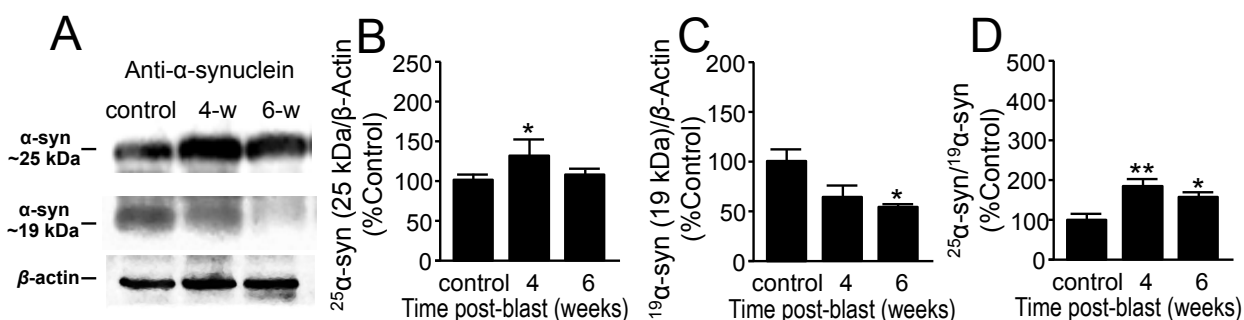 A
Anti-α-synuclein
control 4-w 6-w
α-syn
~25 kDa
α-syn
~19 kDa
β-actin
B
²⁵α-syn (25 kDa/β-Actin
(%Control)
250
200
150
100
50
0
*
control 4 6
Time post-blast (weeks)
C
¹⁹α-syn (19 kDa)/β-Actin
(%Control)
200
150
100
50
0
*
control 4 6
Time post-blast (weeks)
D
²⁵α-syn/¹⁹α-syn
(%Control)
500
400
300
200
100
0
**
*
control 4 6
Time post-blast (weeks)